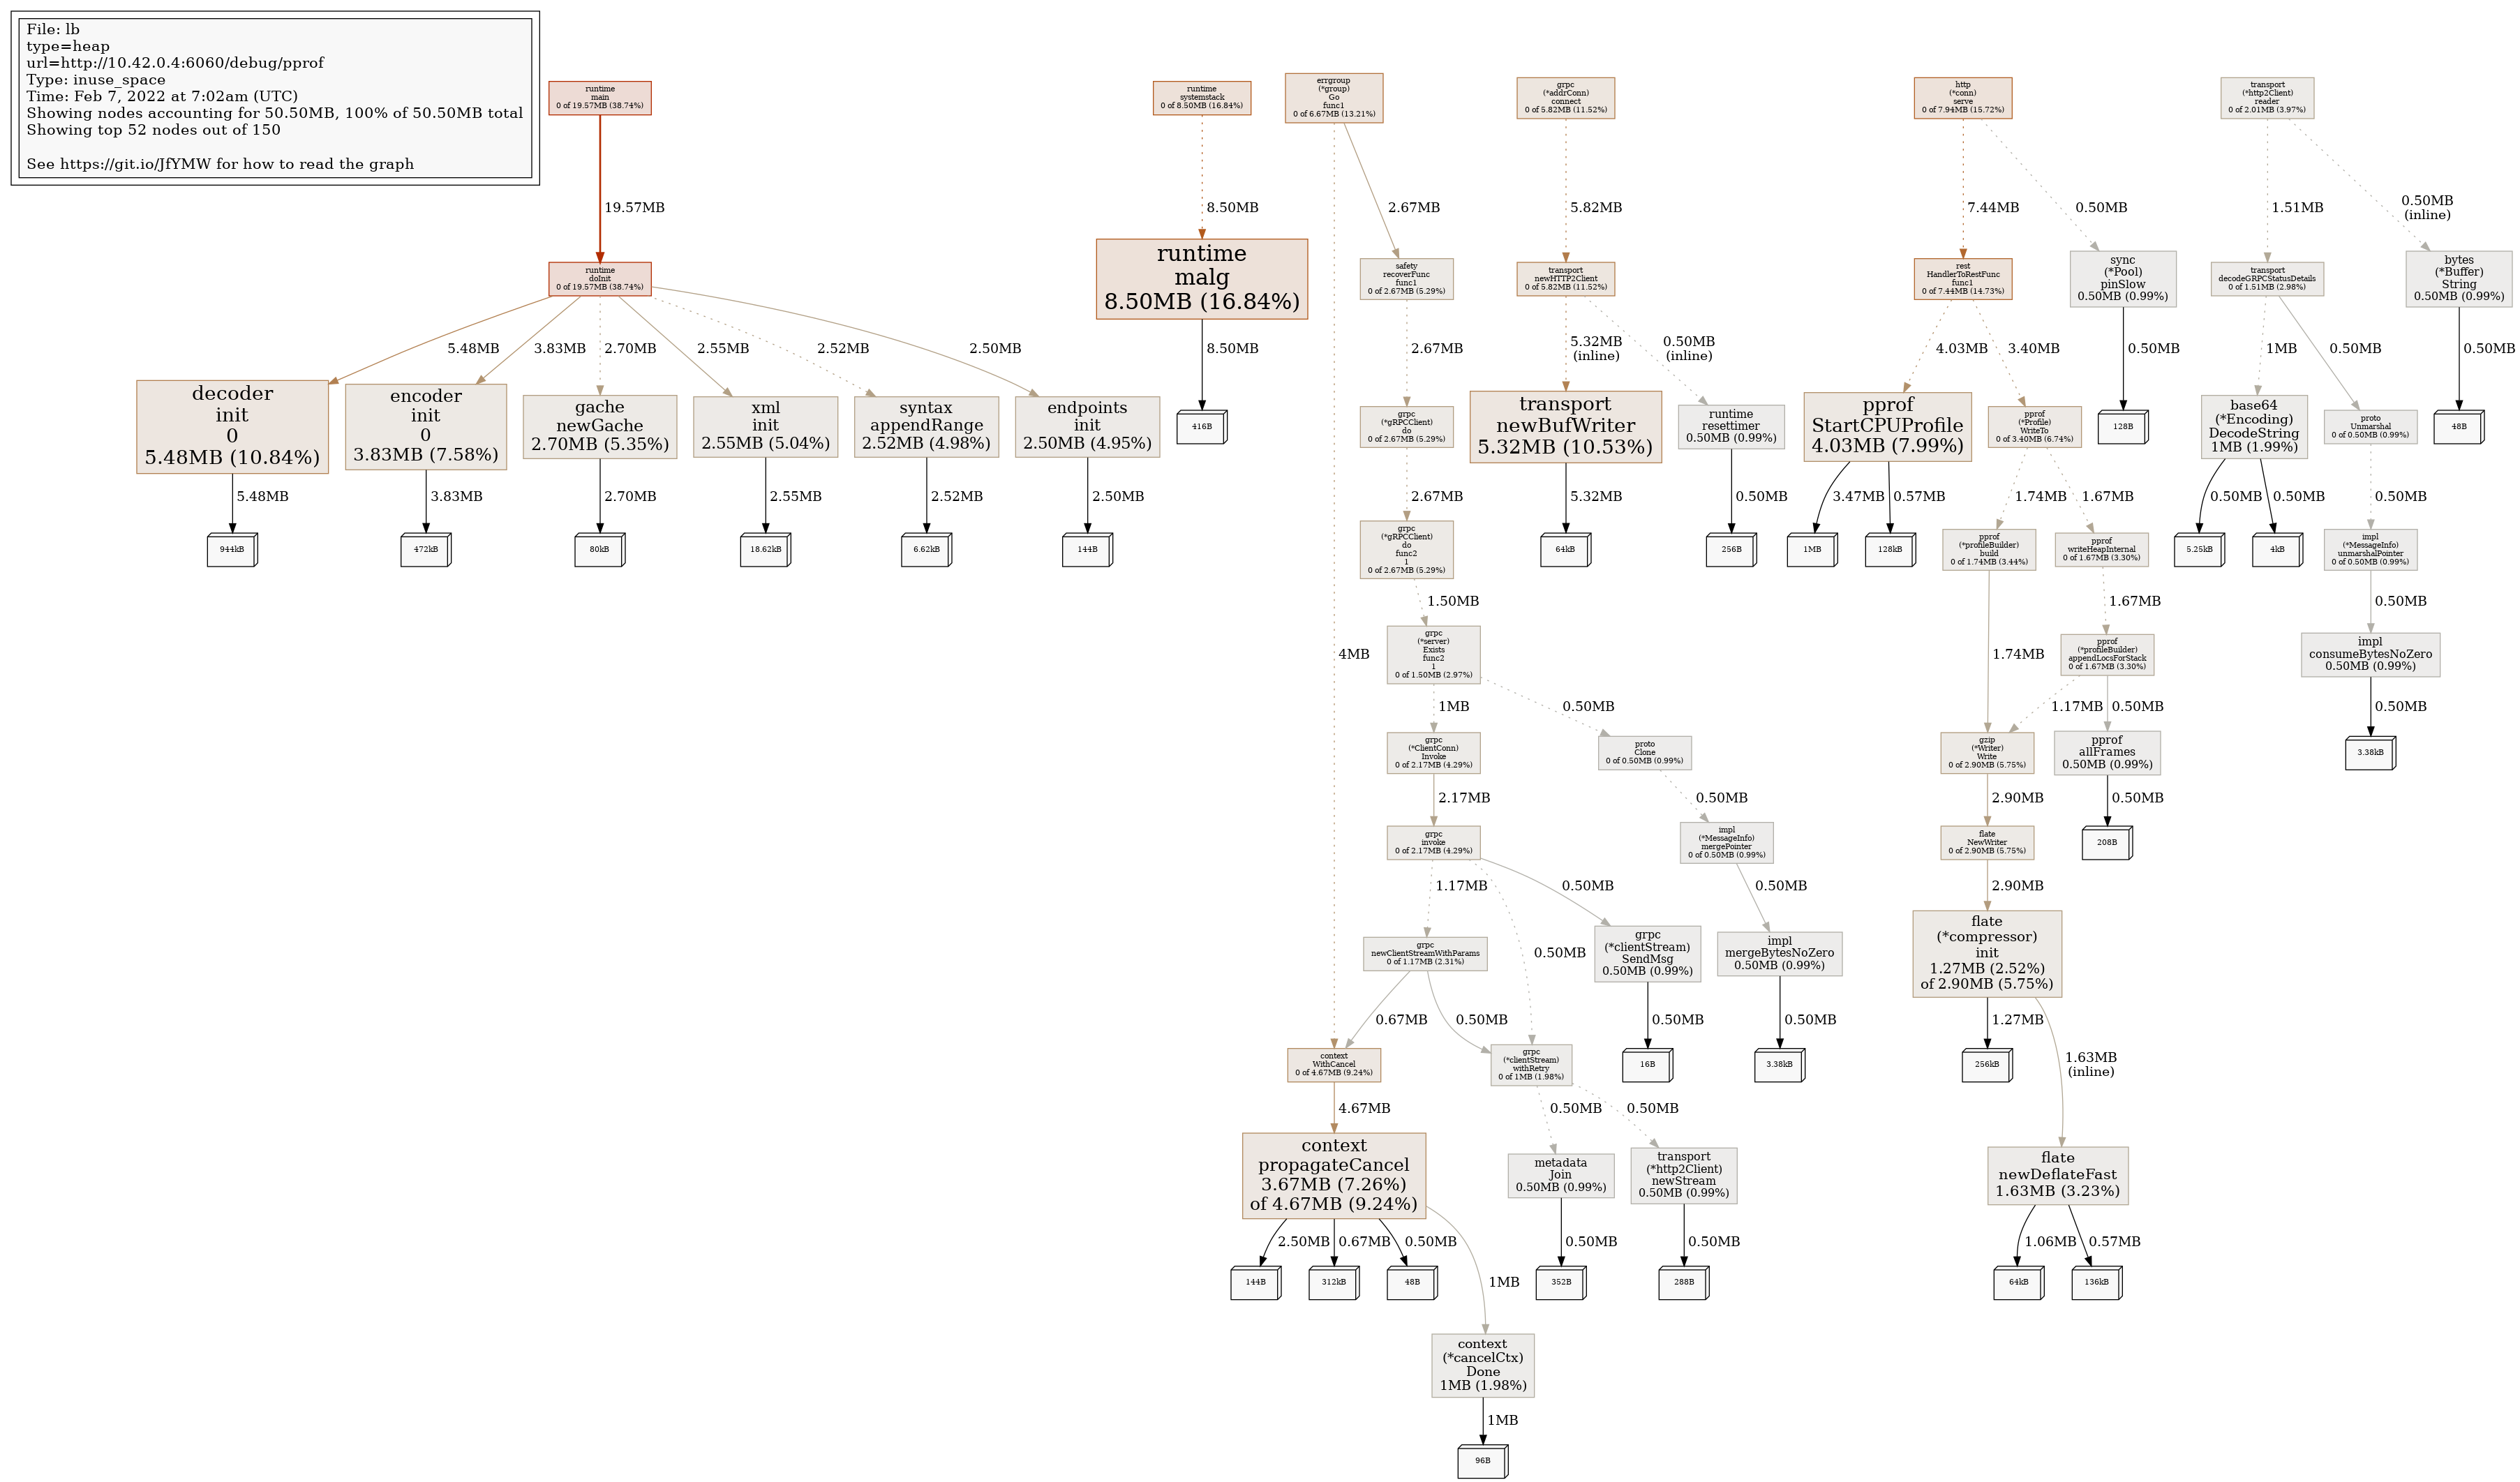 File: lb
type=heap
url=http://10.42.0.4:6060/debug/pprof
Type: inuse_space
Time: Feb 7, 2022 at 7:02am (UTC)
Showing nodes accounting for 50.50MB, 100% of 50.50MB total
Showing top 52 nodes out of 150
See https://git.io/JfYMW for how to read the graph
runtime
main
0 of 19.57MB (38.74%)
runtime
systemstack
0 of 8.50MB (16.84%)
errgroup
(*group)
Go
func1
0 of 6.67MB (13.21%)
grpc
(*addrConn)
connect
0 of 5.82MB (11.52%)
http
(*conn)
serve
0 of 7.94MB (15.72%)
transport
(*http2Client)
reader
0 of 2.01MB (3.97%)
19.57MB
8.50MB
2.67MB
5.82MB
7.44MB
0.50MB
1.51MB
0.50MB
(inline)
runtime
doInit
0 of 19.57MB (38.74%)
runtime
malg
8.50MB (16.84%)
safety
recoverFunc
func1
0 of 2.67MB (5.29%)
transport
newHTTP2Client
0 of 5.82MB (11.52%)
rest
HandlerToRestFunc
func1
0 of 7.44MB (14.73%)
sync
(*Pool)
pinSlow
0.50MB (0.99%)
transport
decodeGRPCStatusDetails
0 of 1.51MB (2.98%)
bytes
(*Buffer)
String
0.50MB (0.99%)
5.48MB
3.83MB
2.70MB
2.55MB
2.52MB
2.50MB
8.50MB
2.67MB
5.32MB
(inline)
0.50MB
(inline)
4.03MB
3.40MB
0.50MB
1MB
0.50MB
0.50MB
decoder
init
0
5.48MB (10.84%)
encoder
init
0
3.83MB (7.58%)
gache
newGache
2.70MB (5.35%)
xml
init
2.55MB (5.04%)
syntax
appendRange
2.52MB (4.98%)
endpoints
init
2.50MB (4.95%)
416B
grpc
(*gRPCClient)
do
0 of 2.67MB (5.29%)
transport
newBufWriter
5.32MB (10.53%)
runtime
resettimer
0.50MB (0.99%)
pprof
StartCPUProfile
4.03MB (7.99%)
pprof
(*Profile)
WriteTo
0 of 3.40MB (6.74%)
128B
base64
(*Encoding)
DecodeString
1MB (1.99%)
proto
Unmarshal
0 of 0.50MB (0.99%)
48B
5.48MB
3.83MB
2.70MB
2.55MB
2.52MB
2.50MB
2.67MB
5.32MB
0.50MB
3.47MB
0.57MB
1.74MB
1.67MB
0.50MB
0.50MB
0.50MB
944kB
472kB
80kB
18.62kB
6.62kB
144B
grpc
(*gRPCClient)
do
func2
1
0 of 2.67MB (5.29%)
64kB
256B
1MB
128kB
pprof
(*profileBuilder)
build
0 of 1.74MB (3.44%)
pprof
writeHeapInternal
0 of 1.67MB (3.30%)
5.25kB
4kB
impl
(*MessageInfo)
unmarshalPointer
0 of 0.50MB (0.99%)
1.50MB
1.67MB
0.50MB
4MB
grpc
(*server)
Exists
func2
1
0 of 1.50MB (2.97%)
1.74MB
pprof
(*profileBuilder)
appendLocsForStack
0 of 1.67MB (3.30%)
impl
consumeBytesNoZero
0.50MB (0.99%)
1MB
0.50MB
1.17MB
0.50MB
0.50MB
grpc
(*ClientConn)
Invoke
0 of 2.17MB (4.29%)
proto
Clone
0 of 0.50MB (0.99%)
gzip
(*Writer)
Write
0 of 2.90MB (5.75%)
pprof
allFrames
0.50MB (0.99%)
3.38kB
2.17MB
0.50MB
2.90MB
0.50MB
grpc
invoke
0 of 2.17MB (4.29%)
impl
(*MessageInfo)
mergePointer
0 of 0.50MB (0.99%)
flate
NewWriter
0 of 2.90MB (5.75%)
208B
1.17MB
0.50MB
0.50MB
2.90MB
grpc
newClientStreamWithParams
0 of 1.17MB (2.31%)
0.50MB
grpc
(*clientStream)
SendMsg
0.50MB (0.99%)
impl
mergeBytesNoZero
0.50MB (0.99%)
flate
(*compressor)
init
1.27MB (2.52%)
of 2.90MB (5.75%)
0.67MB
0.50MB
0.50MB
0.50MB
1.27MB
context
WithCancel
0 of 4.67MB (9.24%)
grpc
(*clientStream)
withRetry
0 of 1MB (1.98%)
16B
3.38kB
256kB
1.63MB
(inline)
4.67MB
0.50MB
0.50MB
context
propagateCancel
3.67MB (7.26%)
of 4.67MB (9.24%)
metadata
Join
0.50MB (0.99%)
transport
(*http2Client)
newStream
0.50MB (0.99%)
flate
newDeflateFast
1.63MB (3.23%)
2.50MB
0.67MB
0.50MB
1MB
0.50MB
0.50MB
1.06MB
0.57MB
144B
312kB
48B
352B
288B
64kB
136kB
context
(*cancelCtx)
Done
1MB (1.98%)
1MB
96B